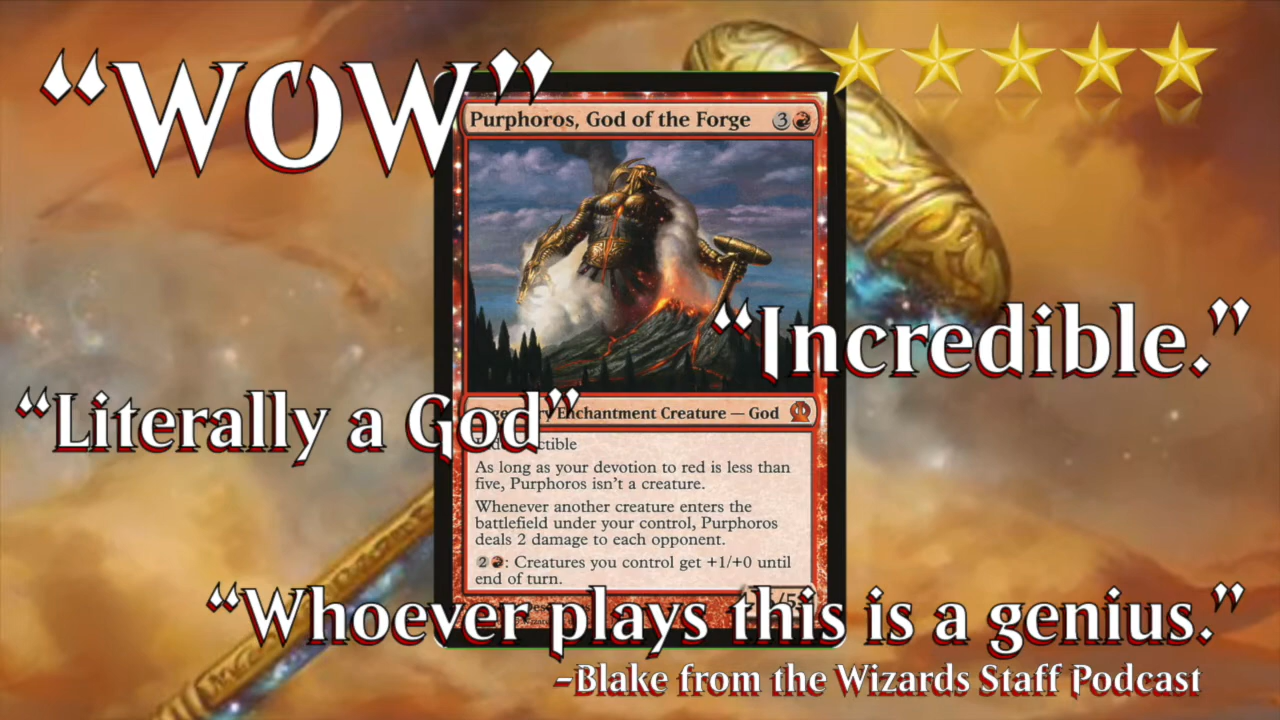 “WOW”
Purphoros, God of the Forge 3
“Incredible.”
“Literally a God”
Enchantment Creature — God
As long as your devotion to red is less than
five, Purphoros isn’t a creature.
Whenever another creature enters the
battlefield under your control, Purphoros
deals 2 damage to each opponent.
2 : Creatures you control get +1/+0 until
end of turn.
“Whoever plays this is a genius.”
-Blake from the Wizards Staff Podcast